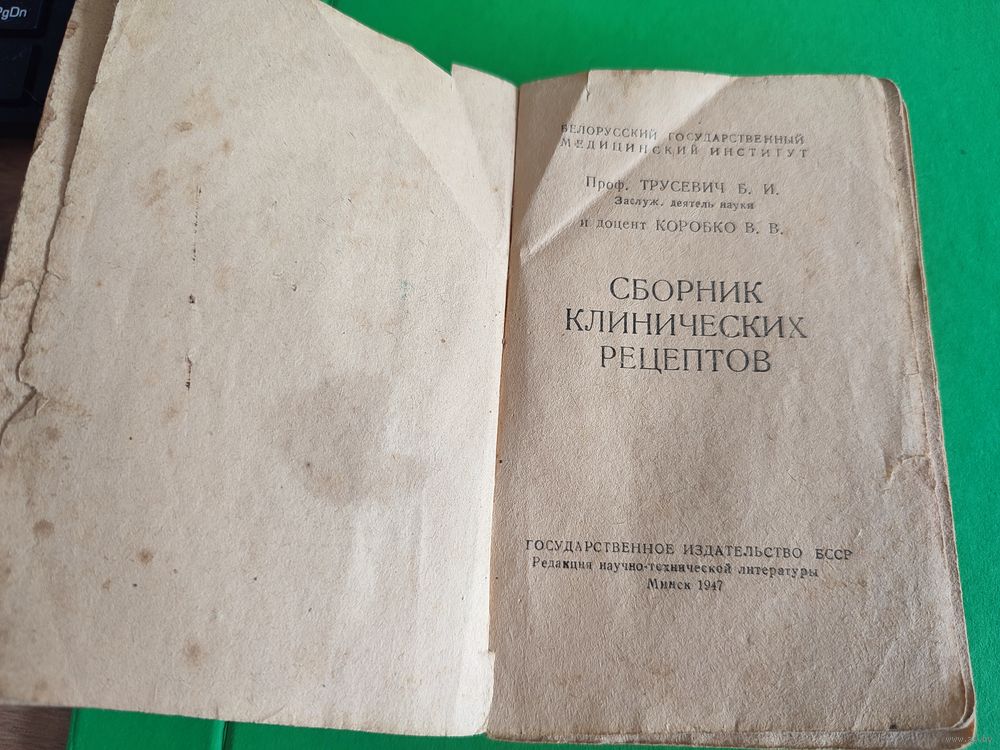 PgDn
БЕЛОРУССКИЙ ГОСУДАРСТВЕННЫЙ
МЕДИЦИНСКИЙ ИНСТИТУТ
Проф. ТРУСЕВИЧ Б. И.
Заслуж. деятель науки
и доцент КОРОБКО В. В.
СБОРНИК
КЛИНИЧЕСКИХ
РЕЦЕПТОВ
ГОСУДАРСТВЕННОЕ ИЗДАТЕЛЬСТВО БССР
Редакция научно-технической литературы
Минск 1947